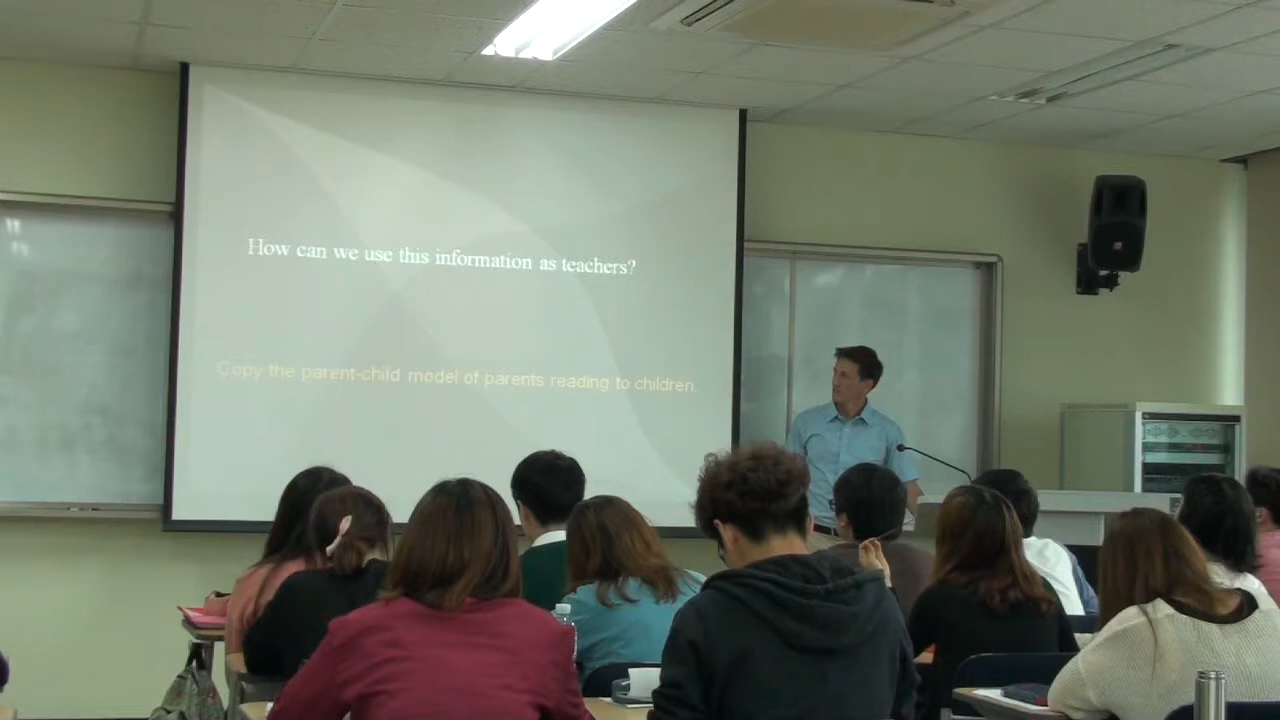 How can we use this information as teachers?
Copy the parent-child model of parents reading to children